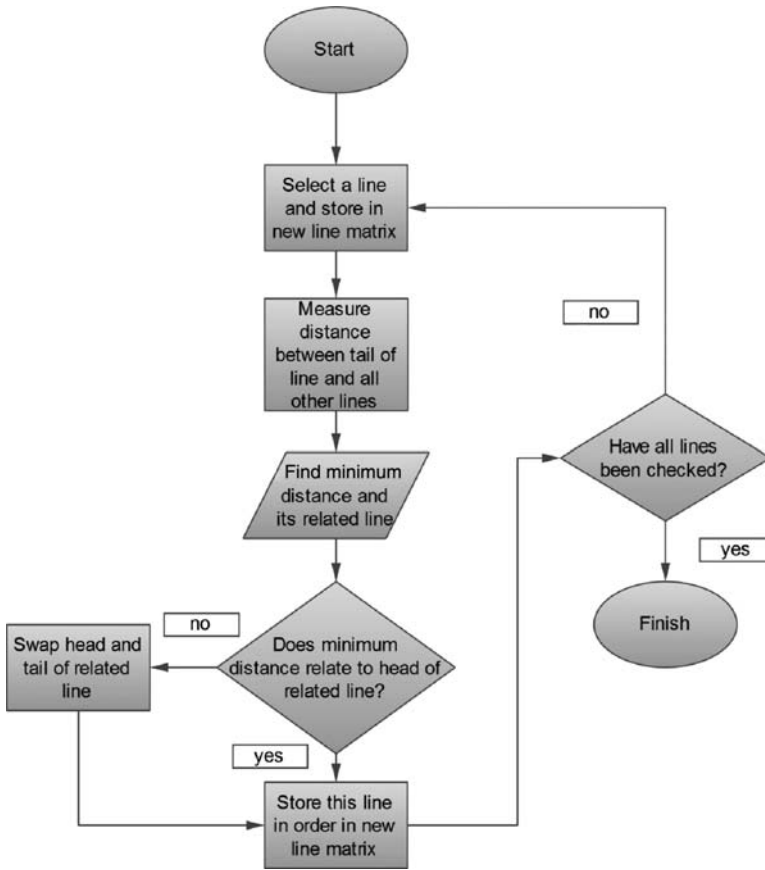 Start
Select a line
and store in
new line matrix
Measure
distance
between tail of
line and all
other lines
Find minimum
distance and
its related line
Does minimum
distance relate to head of
related line?
no
Swap head and
tail of related
line
yes
Store this line
in order in new
line matrix
Have all lines
been checked?
no
yes
Finish